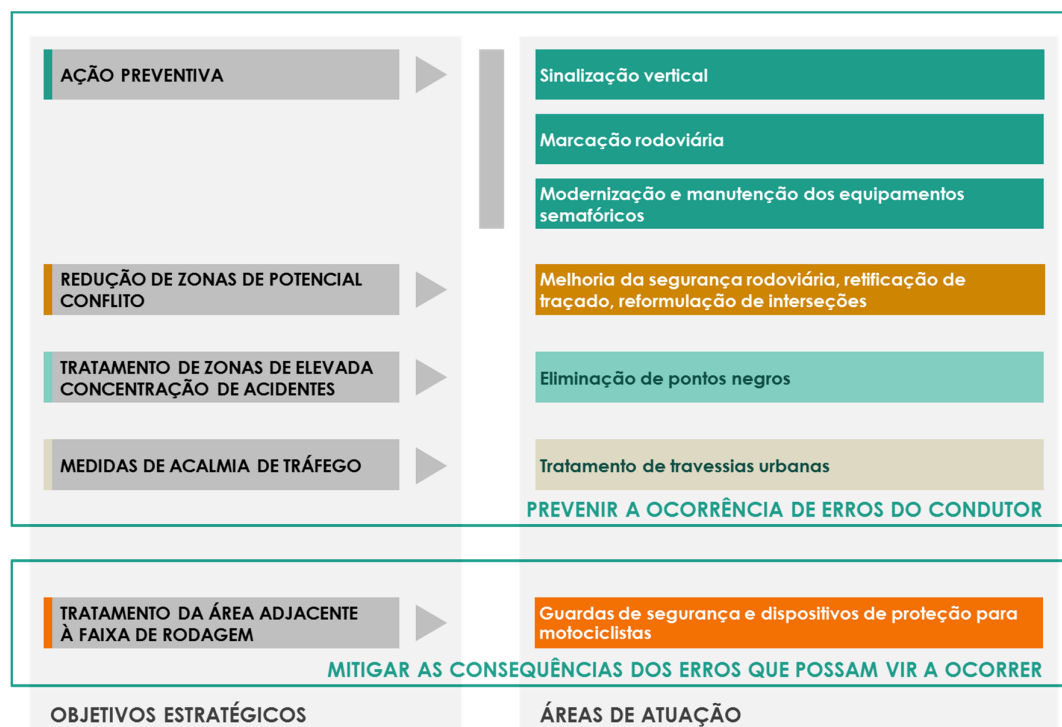 AÇÃO PREVENTIVA
Sinalização vertical
Marcação rodoviária
Modernização e manutenção dos equipamentos
semafóricos
REDUÇÃO DE ZONAS DE POTENCIAL
CONFLITO
Melhoria da segurança rodoviária, retificação de
traçado, reformulação de interseções
TRATAMENTO DE ZONAS DE ELEVADA
CONCENTRAÇÃO DE ACIDENTES
Eliminação de pontos negros
MEDIDAS DE ACALMIA DE TRÁFEGO
Tratamento de travessias urbanas
PREVENIR A OCORRÊNCIA DE ERROS DO CONDUTOR
TRATAMENTO DA ÁREA ADJACENTE
À FAIXA DE RODAGEM
Guardas de segurança e dispositivos de proteção para
motociclistas
MITIGAR AS CONSEQUÊNCIAS DOS ERROS QUE POSSAM VIR A OCORRER
OBJETIVOS ESTRATÉGICOS
ÁREAS DE ATUAÇÃO